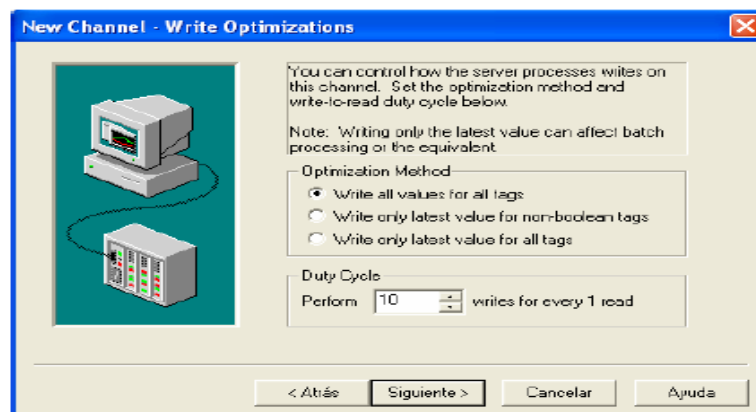 New Channel - Write Optimizations
You can control how the server processes writes on
this channel. Set the optimization method and
write-to-read duty cycle below.
Note: Writing only the latest value can affect batch
processing or the equivalent.
Optimization Method
Write all values for all tags
Write only latest value for non-boolean tags
Write only latest value for all tags
Duty Cycle
Perform 10 writes for every 1 read
< Atrás Siguiente > Cancelar Ayuda